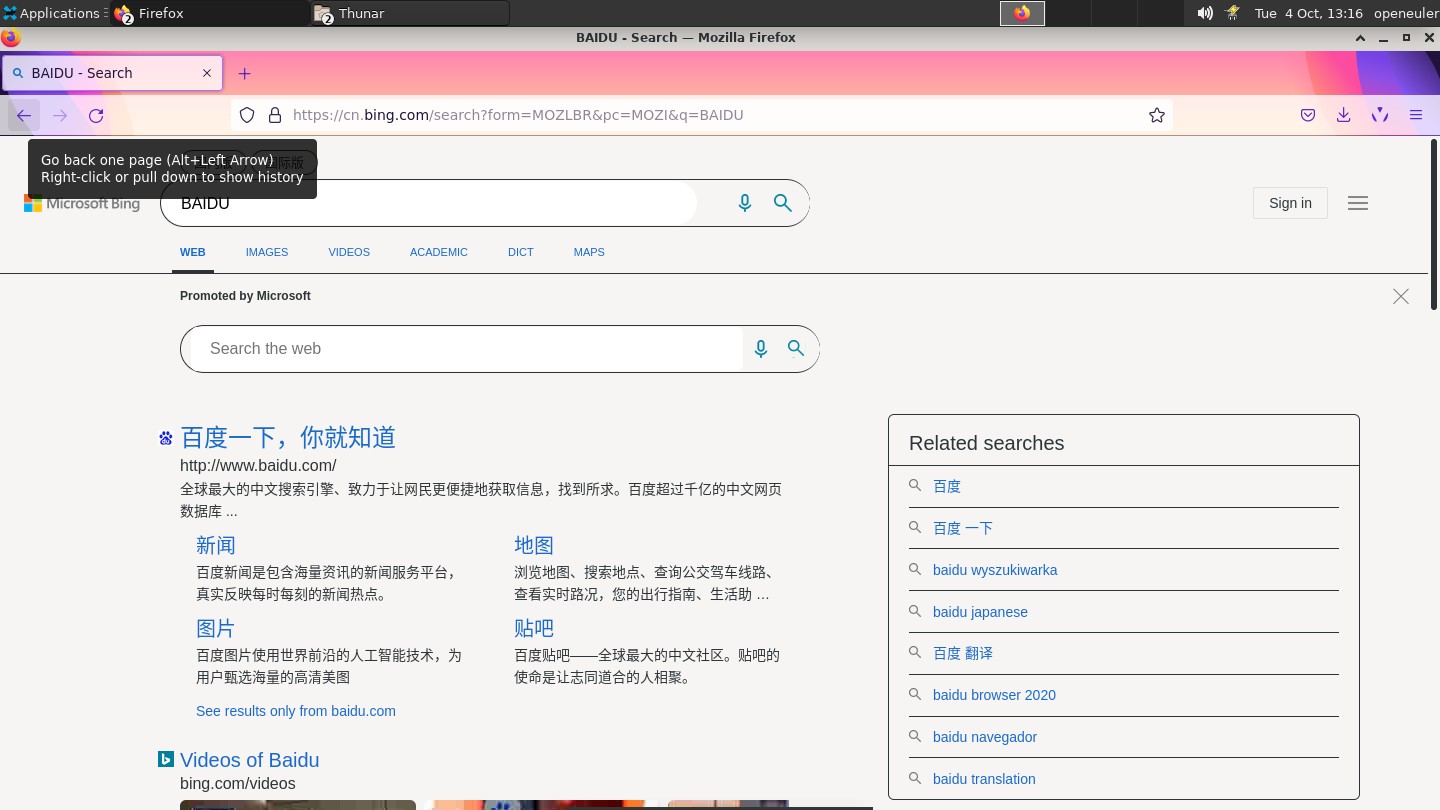 Applications
2
Firefox
2
Thunar
Tue 4 Oct, 13:16
openeuler
BAIDU - Search — Mozilla Firefox
BAIDU - Search
https://cn.bing.com/search?form=MOZLBR&pc=MOZI&q=BAIDU
Go back one page (Alt+Left Arrow)
Right-click or pull down to show history
Microsoft Bing
BAIDU
Sign in
WEB
IMAGES
VIDEOS
ACADEMIC
DICT
MAPS
Promoted by Microsoft
Search the web
百度一下，你就知道
http://www.baidu.com/
全球最大的中文搜索引擎、致力于让网民更便捷地获取信息，找到所求。百度超过千亿的中文网页
数据库 ...
新闻
百度新闻是包含海量资讯的新闻服务平台，
真实反映每时每刻的新闻热点。
地图
浏览地图、搜索地点、查询公交驾车线路、
查看实时路况，您的出行指南、生活助 …
图片
百度图片使用世界前沿的人工智能技术，为
用户甄选海量的高清美图
贴吧
百度贴吧——全球最大的中文社区。贴吧的
使命是让志同道合的人相聚。
See results only from baidu.com
Videos of Baidu
bing.com/videos
Related searches
百度
百度 一下
baidu wyszukiwarka
baidu japanese
百度 翻译
baidu browser 2020
baidu navegador
baidu translation